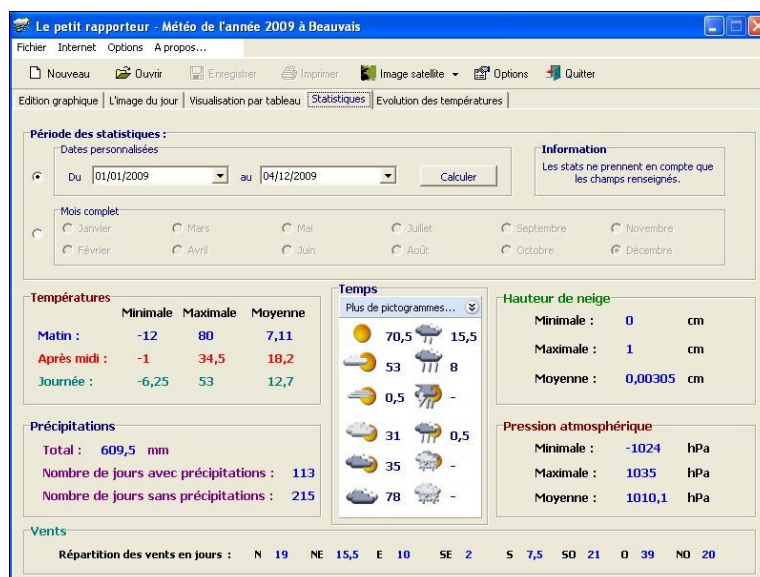 Le petit rapporteur - Météo de l'année 2009 à Beauvais
Fichier Internet Options A propos...
Nouveau Ouvrir Enregistrer Imprimer Image satellite Options Quitter
Edition graphique L'image du jour Visualisation par tableau Statistiques Evolution des températures
Période des statistiques :
Dates personnalisées
Du 01/01/2009 au 04/12/2009 Calculer
Information
Les stats ne prennent en compte que
les champs renseignés.
Mois complet
Janvier Mars Mai Juillet Septembre Novembre
Février Avril Juin Août Octobre Décembre
Températures
Minimale Maximale Moyenne
Matin : -12 80 7,11
Après midi : -1 34,5 18,2
Journée : -6,25 53 12,7
Temps
Plus de pictogrammes...
70,5 15,5
53 8
0,5 -
31 0,5
35 -
78 -
Hauteur de neige
Minimale : 0 cm
Maximale : 1 cm
Moyenne : 0,00305 cm
Précipitations
Total : 609,5 mm
Nombre de jours avec précipitations : 113
Nombre de jours sans précipitations : 215
Pression atmosphérique
Minimale : -1024 hPa
Maximale : 1035 hPa
Moyenne : 1010,1 hPa
Vents
Répartition des vents en jours : N 19 NE 15,5 E 10 SE 2 S 7,5 SO 21 O 39 NO 20